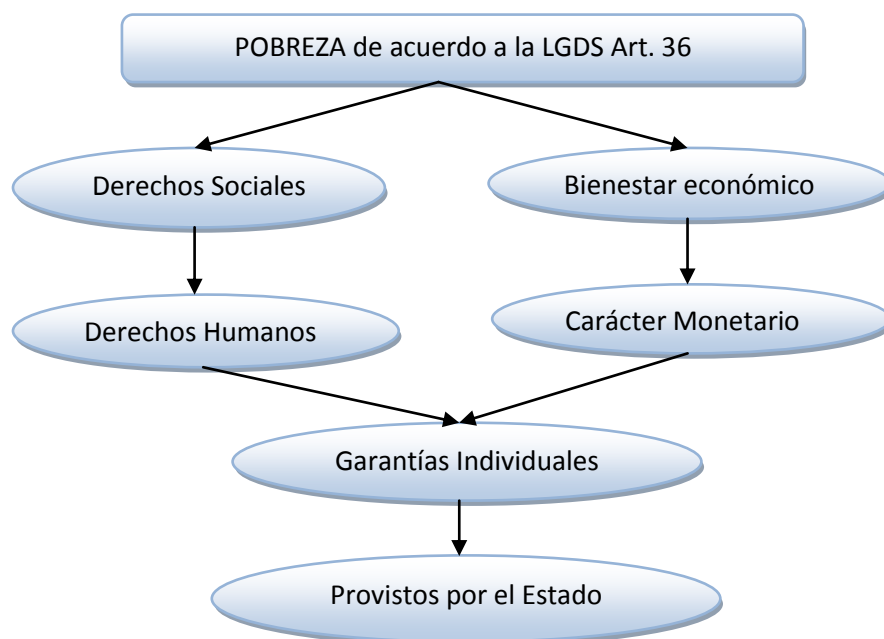 POBREZA de acuerdo a la LGDS Art. 36
Derechos Sociales
Bienestar económico
Derechos Humanos
Carácter Monetario
Garantías Individuales
Provistos por el Estado